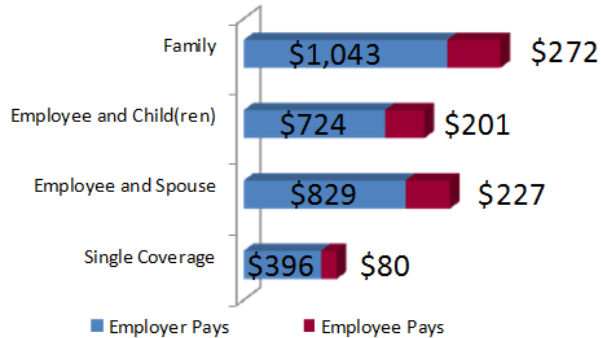 Family
$1,043
$272
Employee and Child(ren)
$724
$201
Employee and Spouse
$829
$227
Single Coverage
$396
$80
Employer Pays
Employee Pays